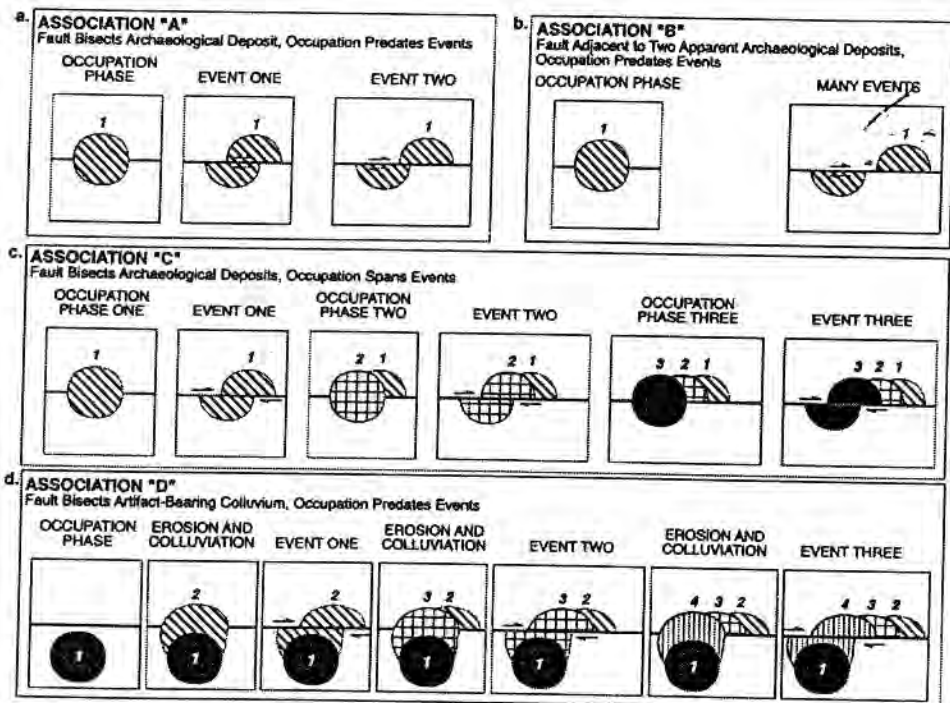 a. ASSOCIATION "A"
Fault Bisects Archaeological Deposit, Occupation Predates Events
OCCUPATION PHASE
EVENT ONE
EVENT TWO
1
1
1
b. ASSOCIATION "B"
Fault Adjacent to Two Apparent Archaeological Deposits,
Occupation Predates Events
OCCUPATION PHASE
MANY EVENTS
1
1
c. ASSOCIATION "C"
Fault Bisects Archaeological Deposits, Occupation Spans Events
OCCUPATION
PHASE ONE
EVENT ONE
OCCUPATION
PHASE TWO
EVENT TWO
OCCUPATION
PHASE THREE
EVENT THREE
1
1
2 1
2 1
3 2 1
3 2 1
d. ASSOCIATION "D"
Fault Bisects Artifact-Bearing Colluvium, Occupation Predates Events
OCCUPATION
PHASE
EROSION AND
COLLUVIATION
EVENT ONE
EROSION AND
COLLUVIATION
EVENT TWO
EROSION AND
COLLUVIATION
EVENT THREE
1
2
1
2
1
3 2
1
3 2
1
4 3 2
1
4 3 2
1